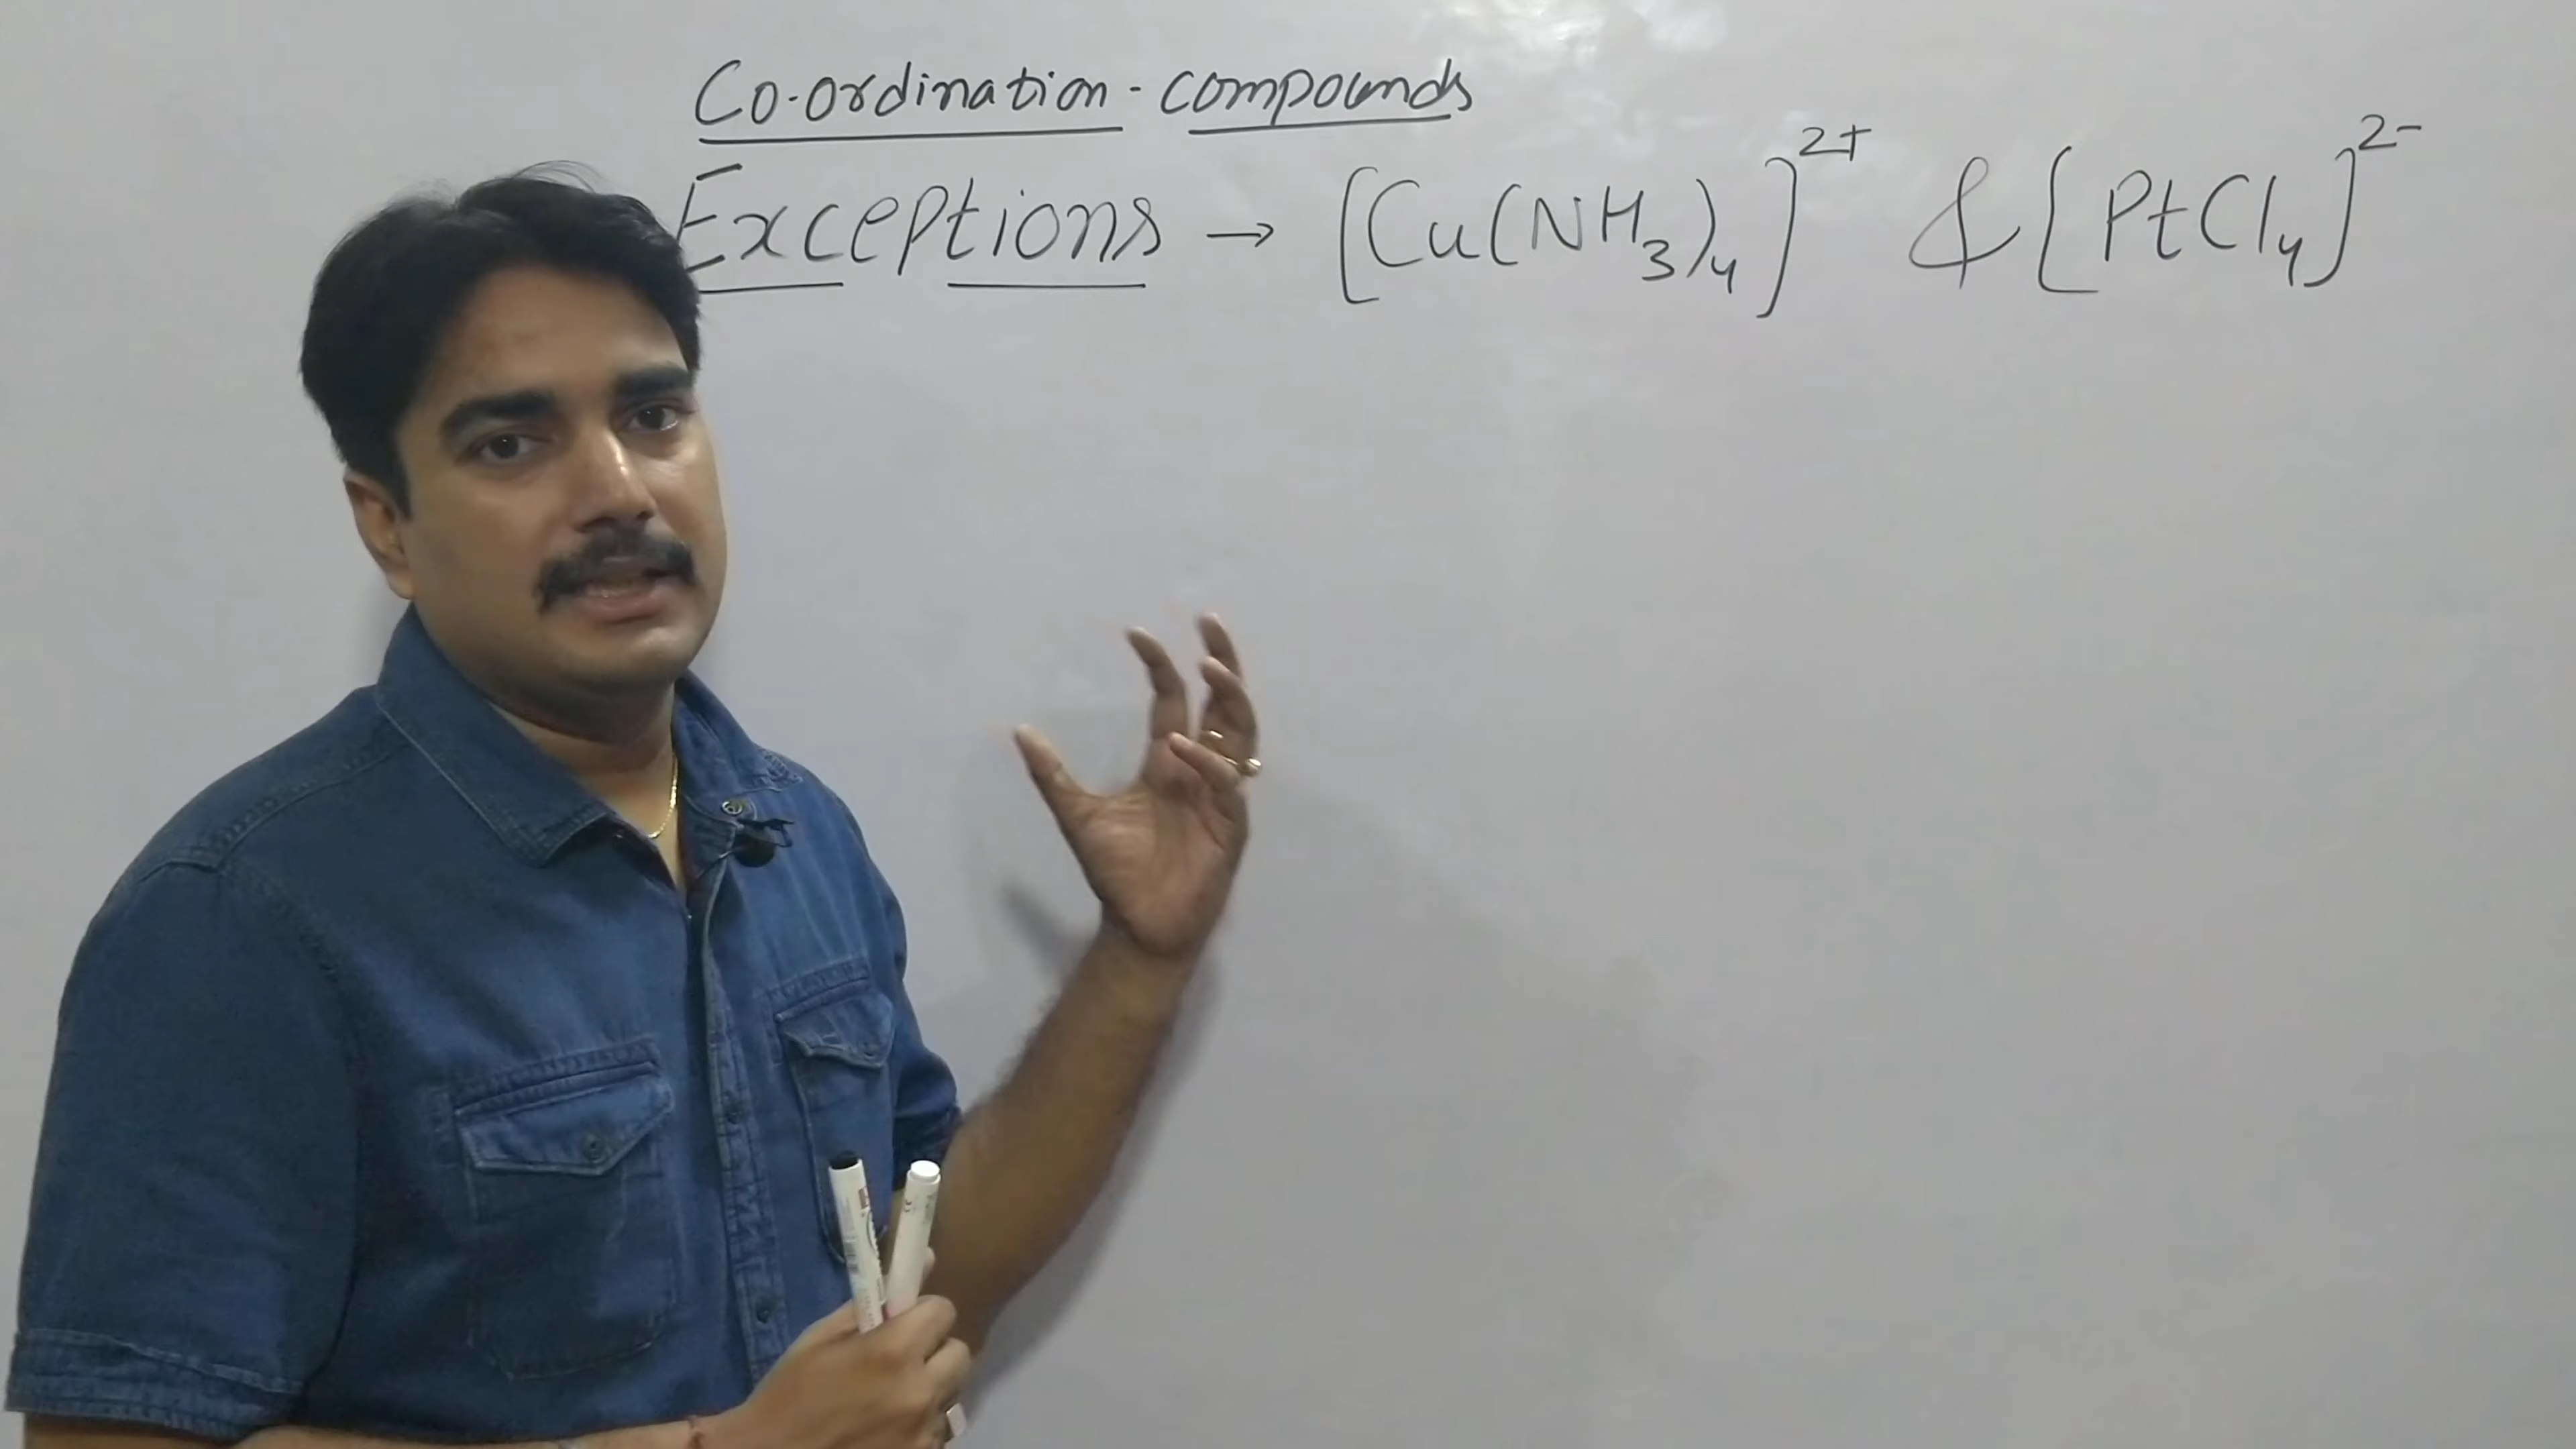 Co-ordination - compounds
Exceptions → [Cu(NH₃)₄]²⁺ & [PtCl₄]²⁻